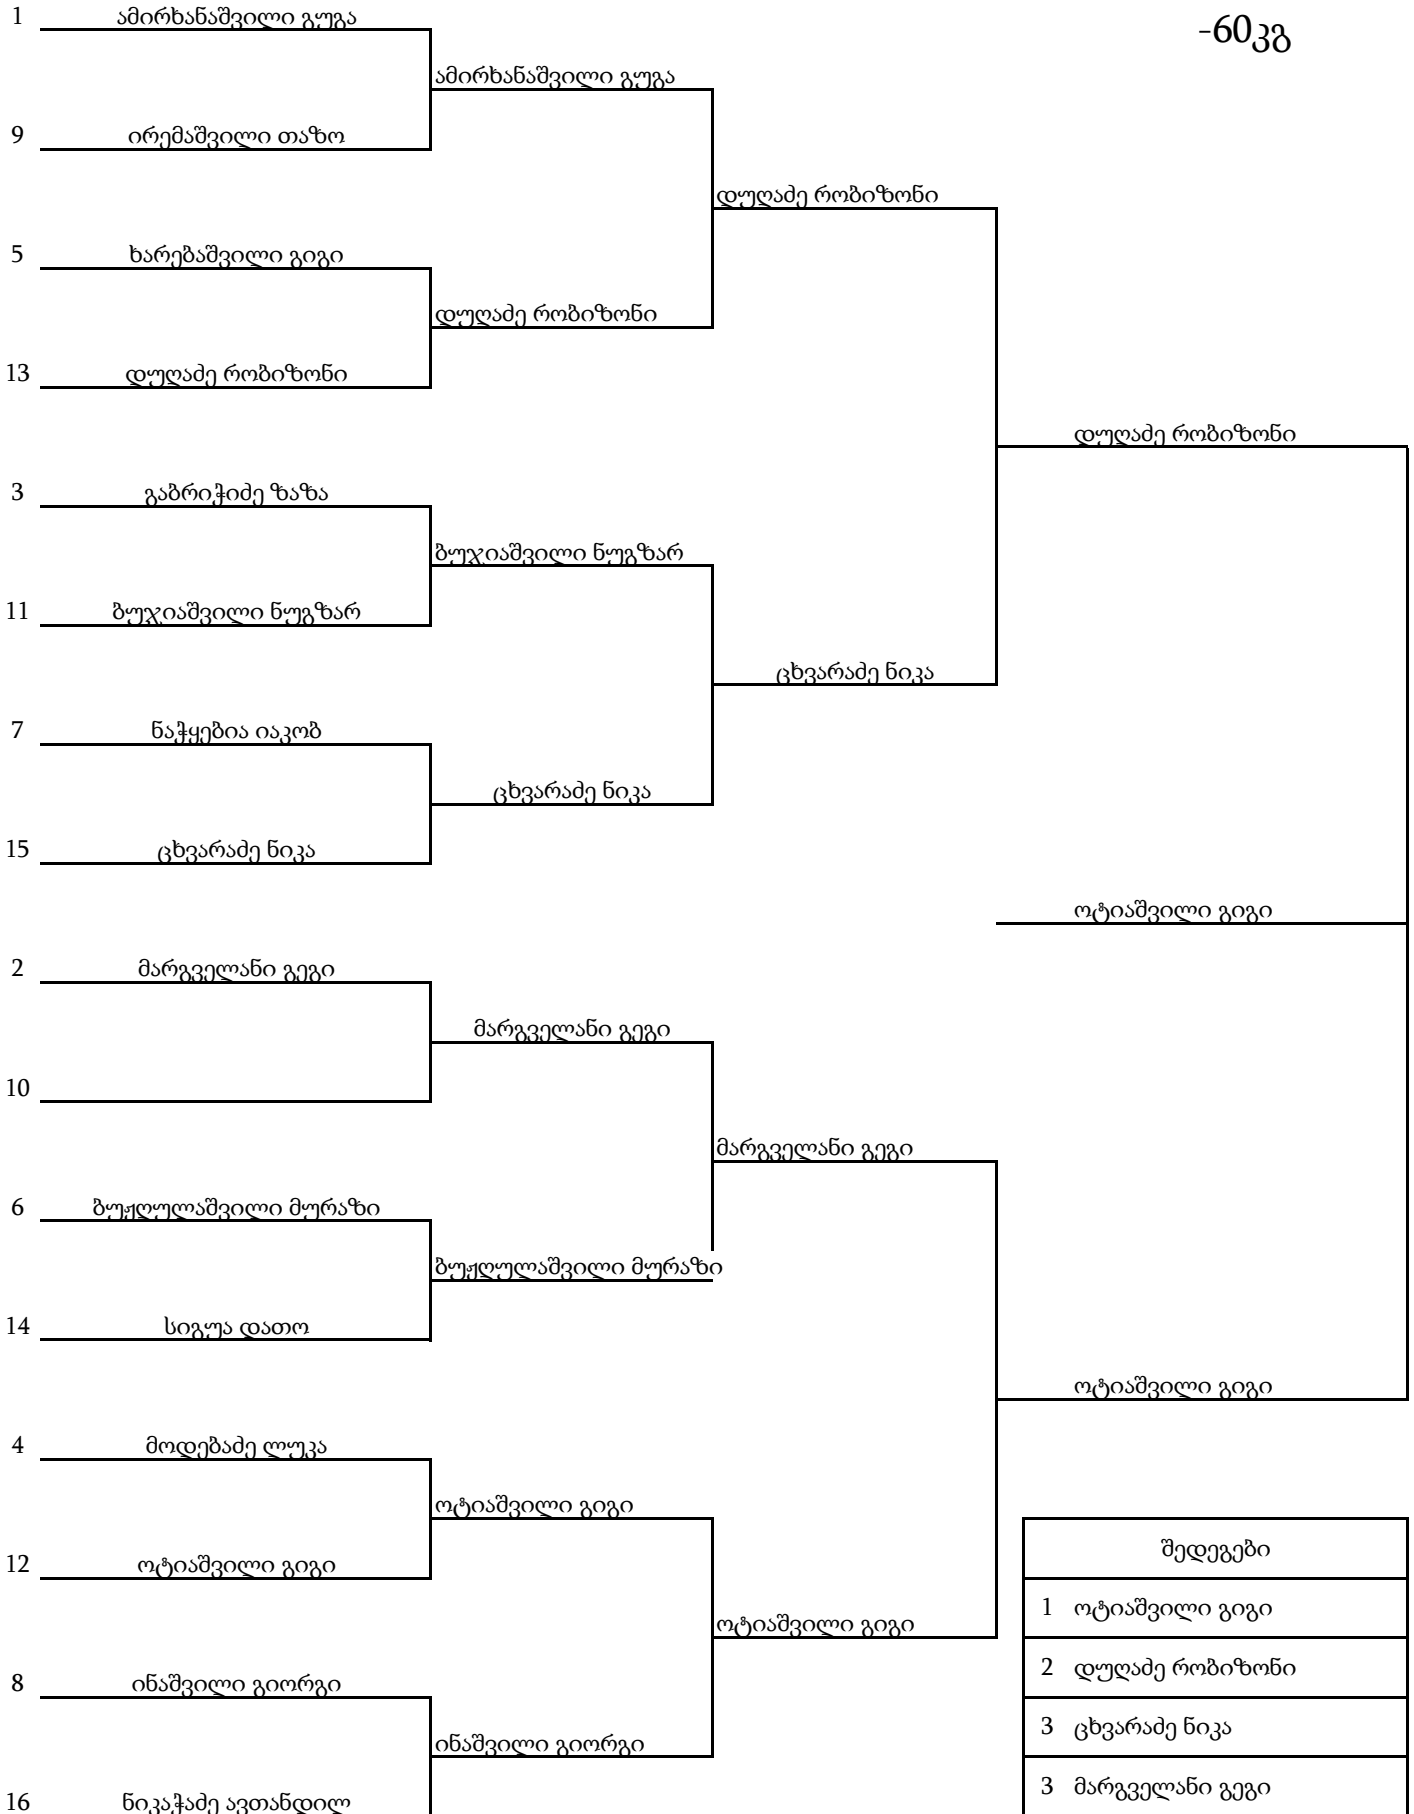 1 ამირხანაშვილი გუგა
-60კგ
ამირხანაშვილი გუგა
9 ირემაშვილი თაზო
დუღაძე რობიზონი
5 ხარებაშვილი გიგი
დუღაძე რობიზონი
13 დუღაძე რობიზონი
დუღაძე რობიზონი
3 გაბრიჭიძე ზაზა
ბუჯიაშვილი ნუგზარ
11 ბუჯიაშვილი ნუგზარ
ცხვარაძე ნიკა
7 ნაჭყებია იაკობ
ცხვარაძე ნიკა
15 ცხვარაძე ნიკა
ოტიაშვილი გიგი
2 მარგველანი გეგი
მარგველანი გეგი
10
მარგველანი გეგი
6 ბუჟღულაშვილი მურაზი
ბუჟღულაშვილი მურაზი
14 სიგუა დათო
ოტიაშვილი გიგი
4 მოდებაძე ლუკა
ოტიაშვილი გიგი
შედეგები
12 ოტიაშვილი გიგი
1 ოტიაშვილი გიგი
ოტიაშვილი გიგი
2 დუღაძე რობიზონი
8 ინაშვილი გიორგი
3 ცხვარაძე ნიკა
ინაშვილი გიორგი
3 მარგველანი გეგი
16 ნიკაჭაძე ავთანდილ